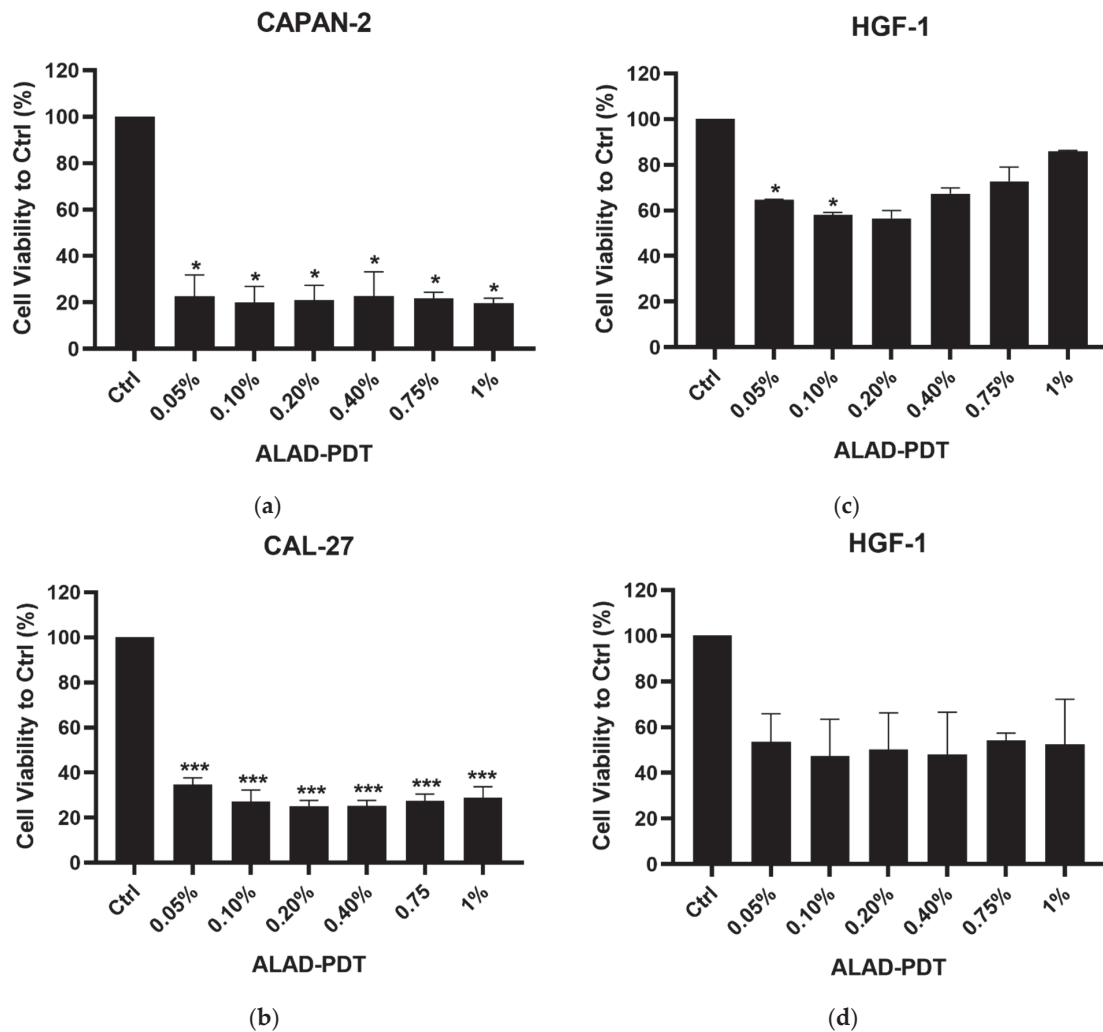 CAPAN-2
Cell Viability to Ctrl (%)
120
100
80
60
40
20
0
* * * * * *
Ctrl 0.05% 0.10% 0.20% 0.40% 0.75% 1%
ALAD-PDT
(a)
HGF-1
Cell Viability to Ctrl (%)
120
100
80
60
40
20
0
* *
Ctrl 0.05% 0.10% 0.20% 0.40% 0.75% 1%
ALAD-PDT
(c)
CAL-27
Cell Viability to Ctrl (%)
120
100
80
60
40
20
0
*** *** *** *** *** ***
Ctrl 0.05% 0.10% 0.20% 0.40% 0.75 1%
ALAD-PDT
(b)
HGF-1
Cell Viability to Ctrl (%)
120
100
80
60
40
20
0
Ctrl 0.05% 0.10% 0.20% 0.40% 0.75% 1%
ALAD-PDT
(d)